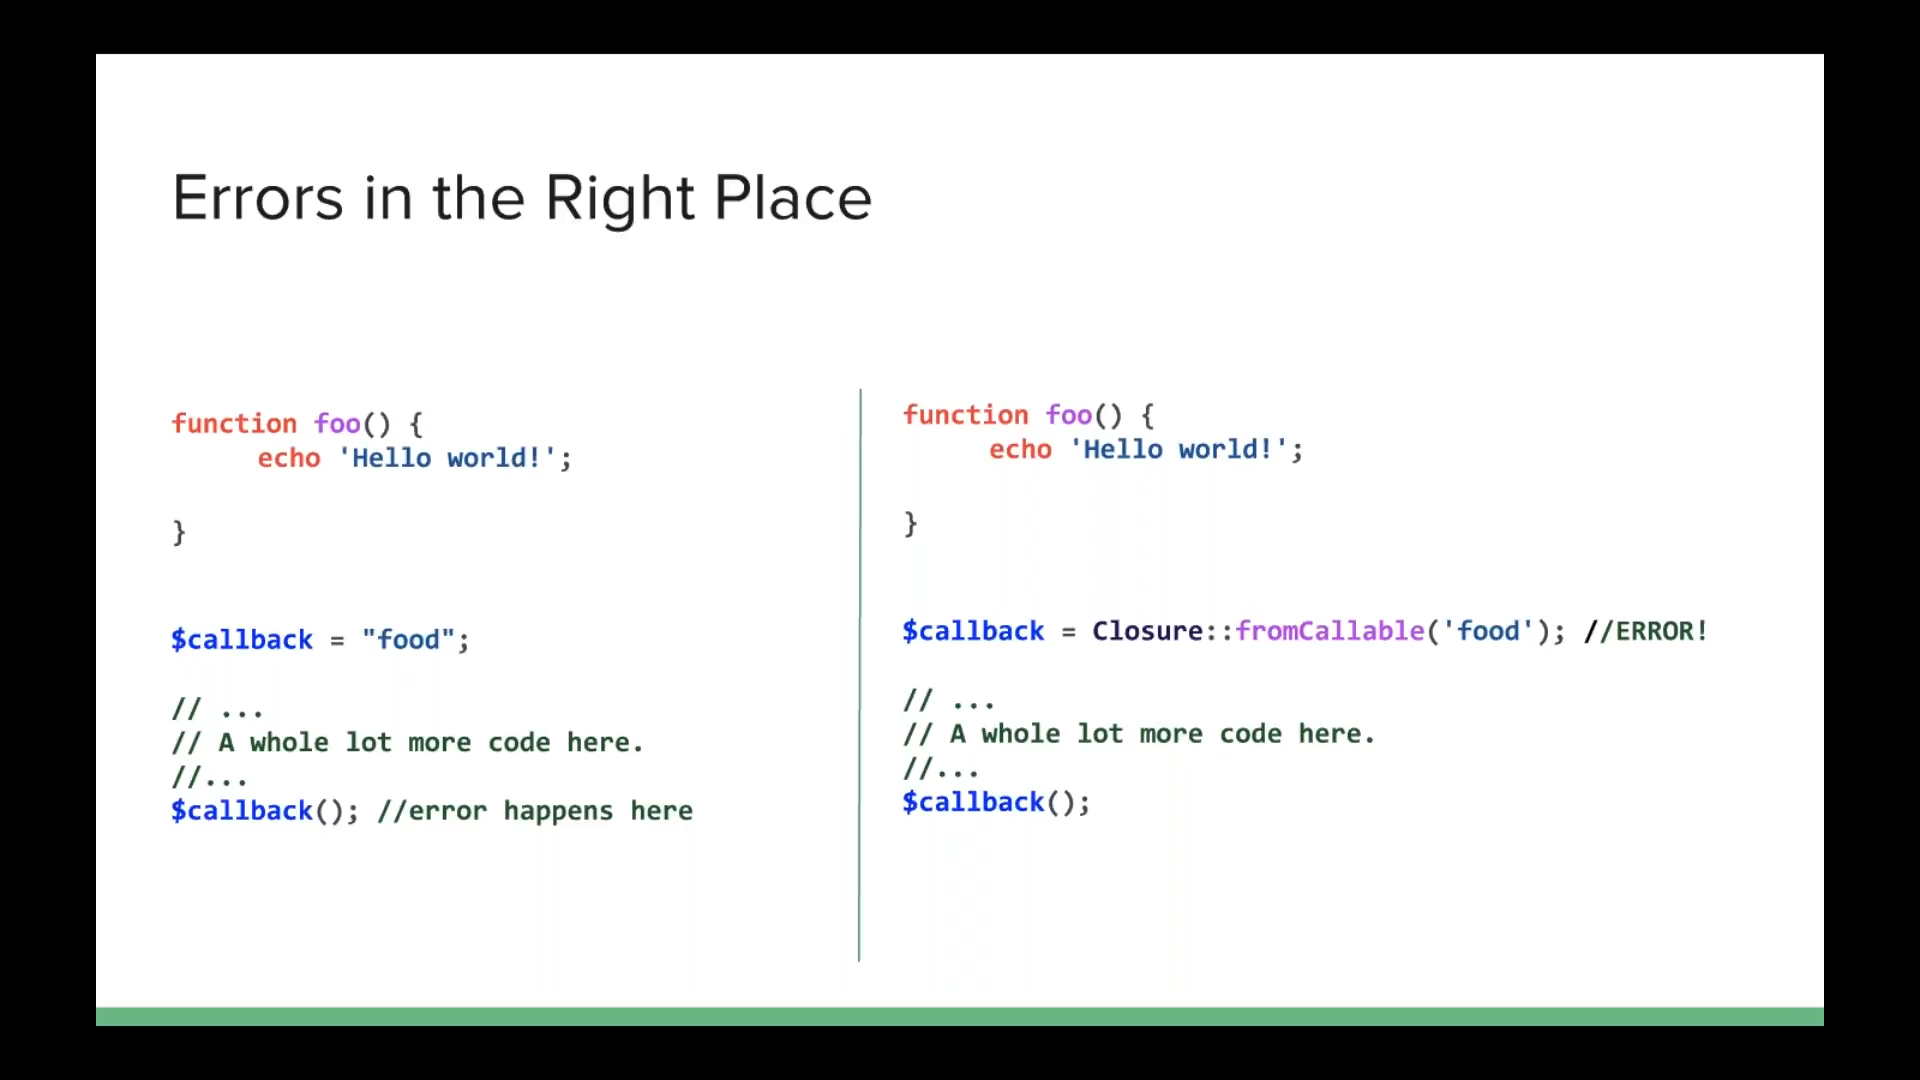 Errors in the Right Place
function foo() {
echo 'Hello world!';
}
$callback = "food";
// ...
// A whole lot more code here.
//...
$callback(); //error happens here
function foo() {
echo 'Hello world!';
}
$callback = Closure::fromCallable('food'); //ERROR!
// ...
// A whole lot more code here.
//...
$callback();